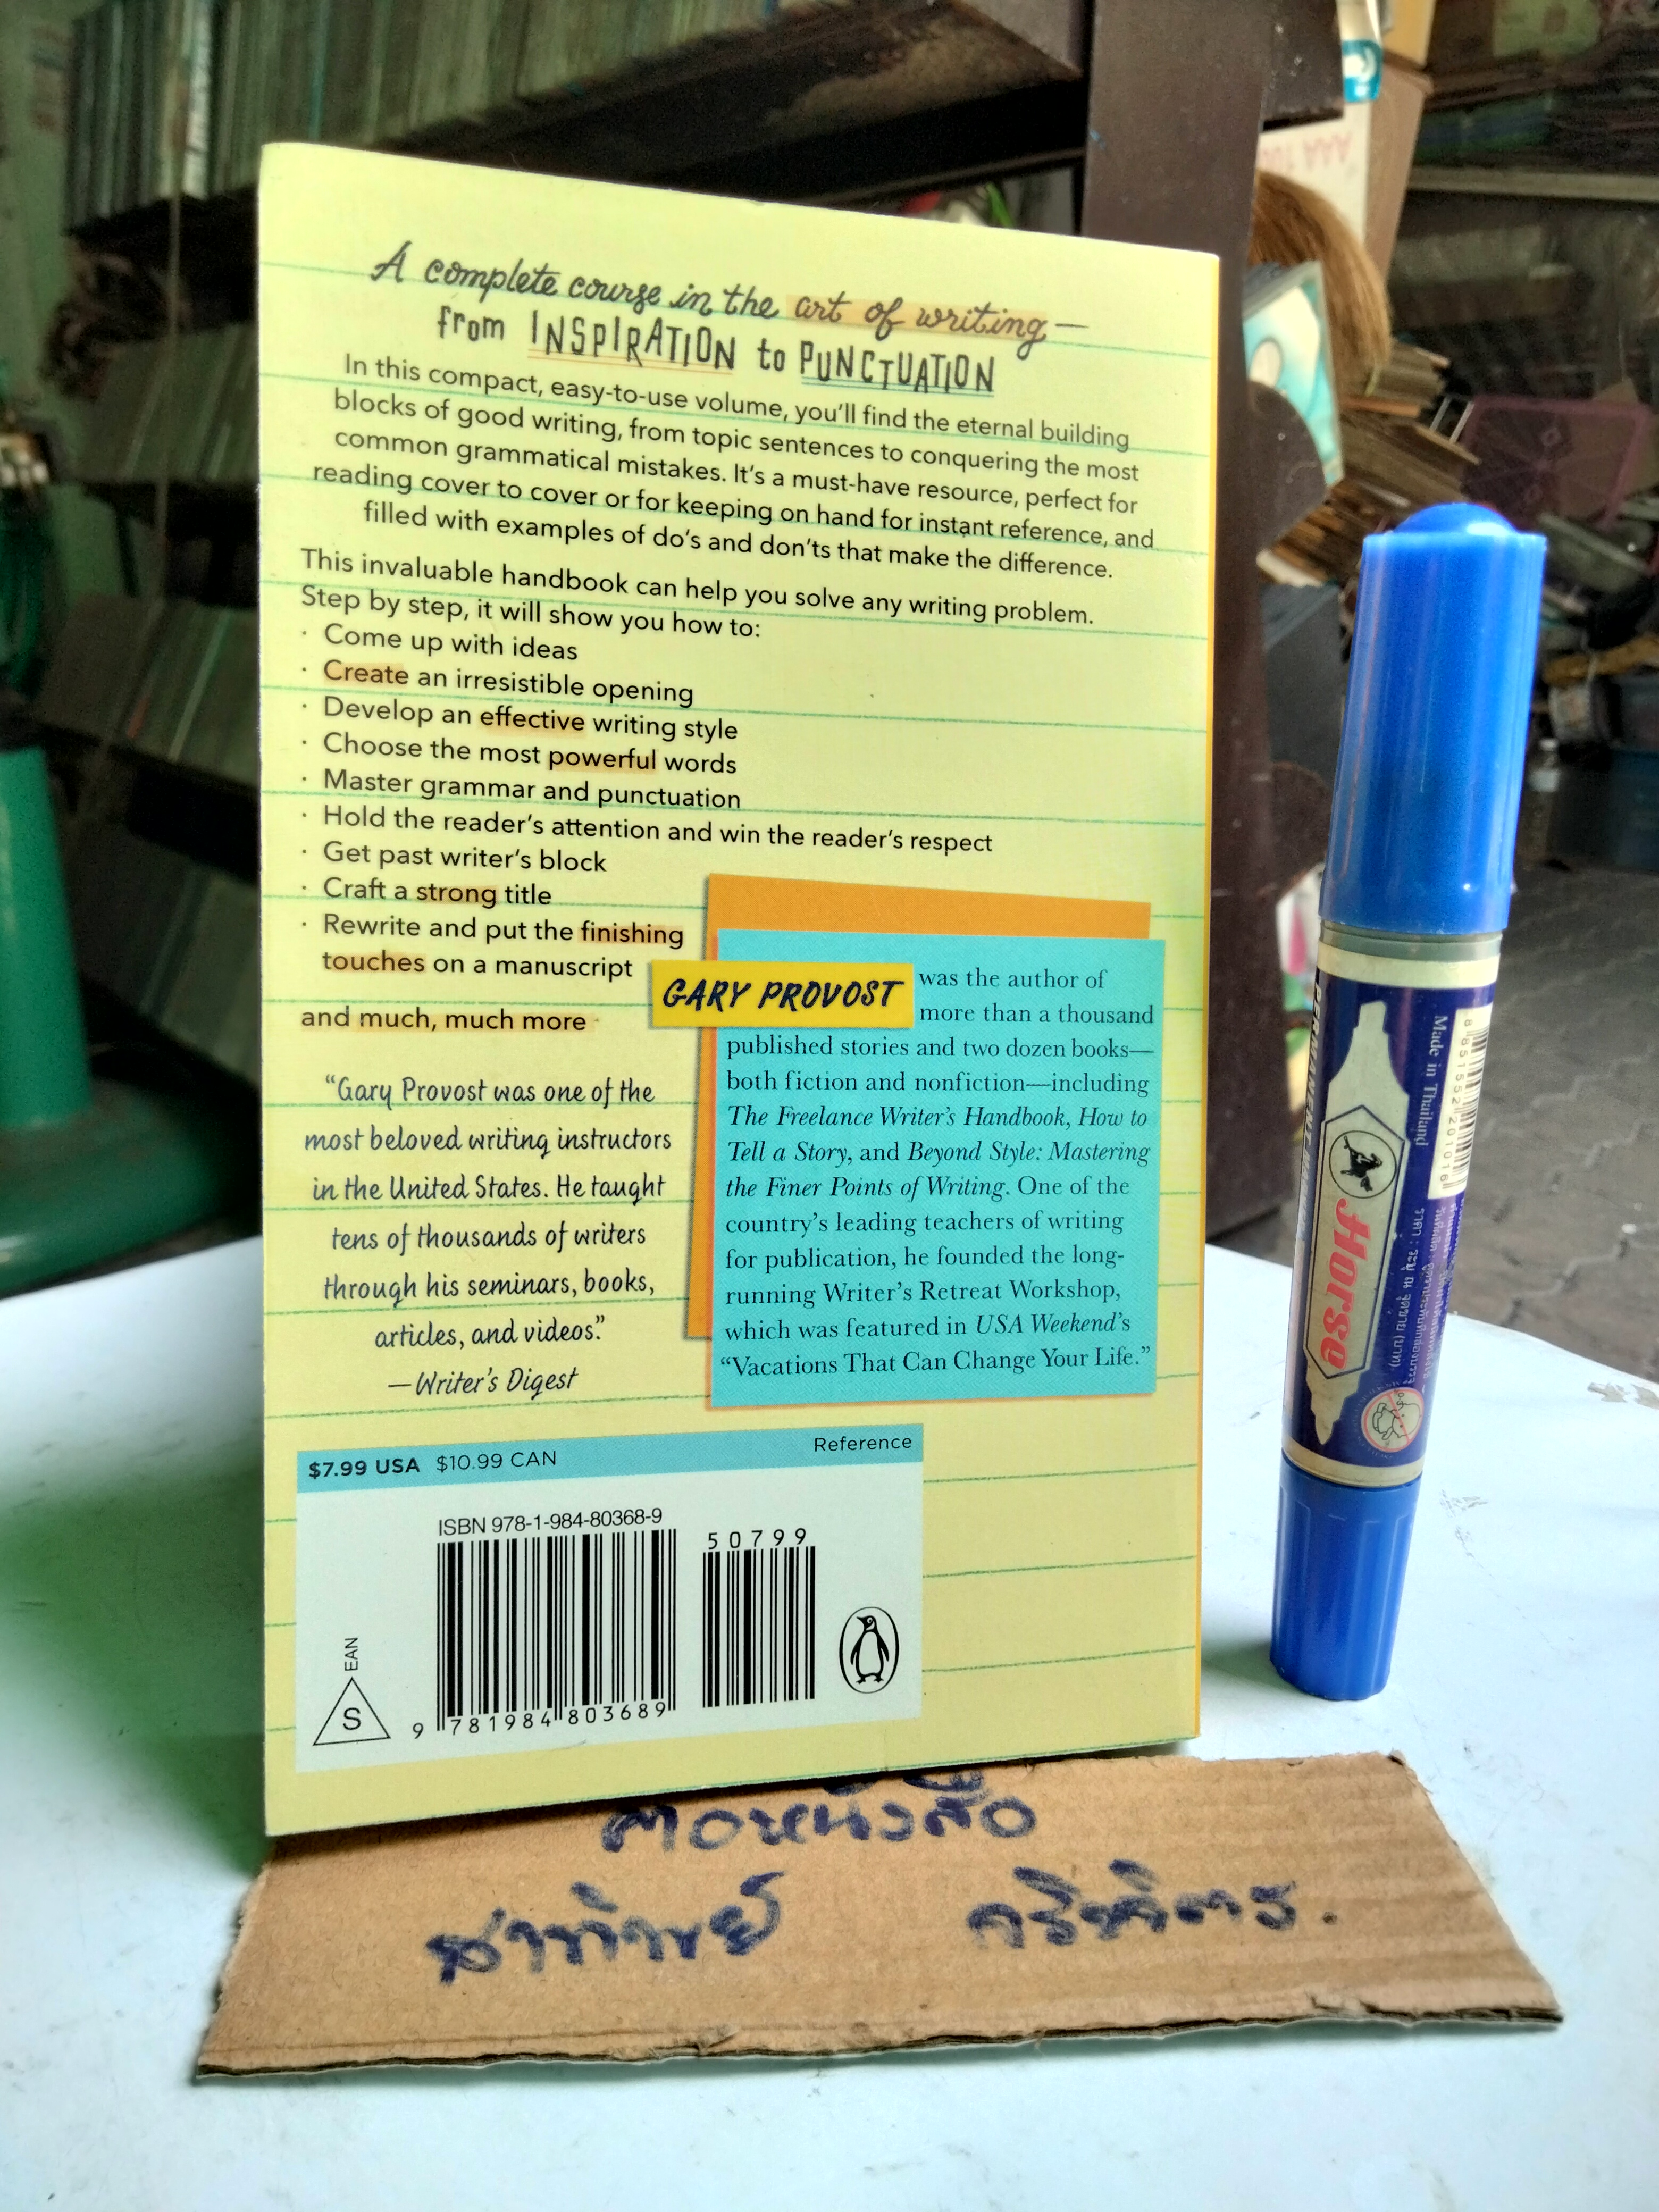 A complete course in the art of writing—
from INSPIRATION to PUNCTUATION
In this compact, easy-to-use volume, you'll find the eternal building
blocks of good writing, from topic sentences to conquering the most
common grammatical mistakes. It's a must-have resource, perfect for
reading cover to cover or for keeping on hand for instant reference, and
filled with examples of do's and don'ts that make the difference.
This invaluable handbook can help you solve any writing problem.
Step by step, it will show you how to:
· Come up with ideas
· Create an irresistible opening
· Develop an effective writing style
· Choose the most powerful words
· Master grammar and punctuation
· Hold the reader's attention and win the reader's respect
· Get past writer's block
· Craft a strong title
· Rewrite and put the finishing
touches on a manuscript
and much, much more
"Gary Provost was one of the
most beloved writing instructors
in the United States. He taught
tens of thousands of writers
through his seminars, books,
articles, and videos."
—Writer's Digest
GARY PROVOST was the author of
more than a thousand
published stories and two dozen books—
both fiction and nonfiction—including
The Freelance Writer's Handbook, How to
Tell a Story, and Beyond Style: Mastering
the Finer Points of Writing. One of the
country's leading teachers of writing
for publication, he founded the long-
running Writer's Retreat Workshop,
which was featured in USA Weekend's
"Vacations That Can Change Your Life."
$7.99 USA $10.99 CAN
Reference
ISBN 978-1-984-80368-9
50799
EAN
S
9 781984 803689
Made in Thailand
8 851552 201016
Horse